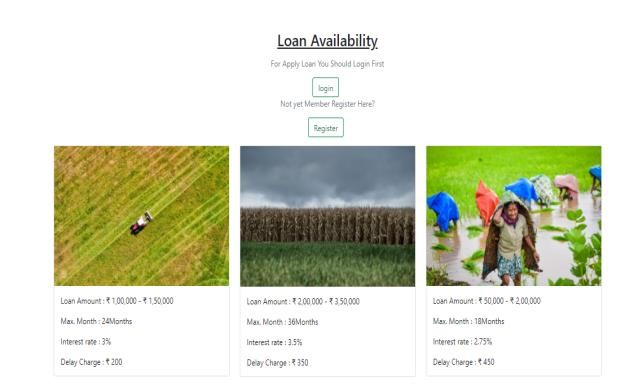 Loan Availability
For Apply Loan You Should Login First
login
Not yet Member Register Here?
Register
Loan Amount : ₹ 1,00,000 - ₹ 1,50,000
Max. Month : 24Months
Interest rate : 3%
Delay Charge : ₹ 200
Loan Amount : ₹ 2,00,000 - ₹ 3,50,000
Max. Month : 36Months
Interest rate : 3.5%
Delay Charge : ₹ 350
Loan Amount : ₹ 50,000 - ₹ 2,00,000
Max. Month : 18Months
Interest rate : 2.75%
Delay Charge : ₹ 450